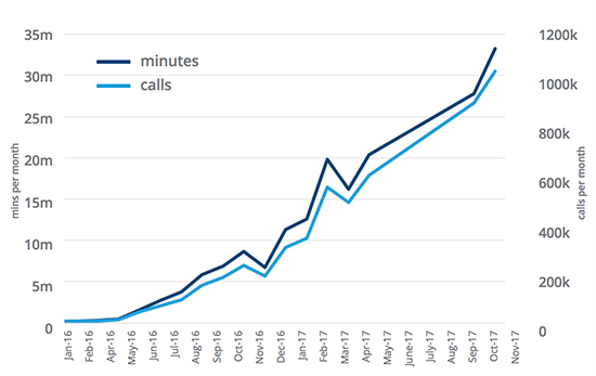 35m
30m
25m
20m
15m
10m
5m
0
mins per month
minutes
calls
1200k
1000k
800k
600k
400k
200k
0
calls per month
Jan-16
Feb-16
Apr-16
May-16
Jun-16
Jul-16
Aug-16
Sep-16
Oct-16
Nov-16
Dec-16
Jan-17
Feb-17
Mar-17
Apr-17
May-17
June-17
July-17
Aug-17
Sep-17
Oct-17
Nov-17